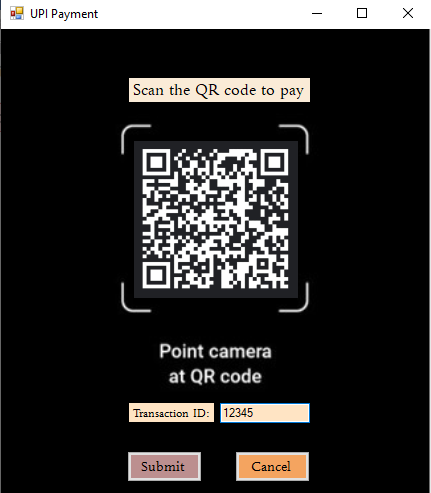 UPI Payment
Scan the QR code to pay
Point camera
at QR code
Transaction ID: 12345
Submit Cancel